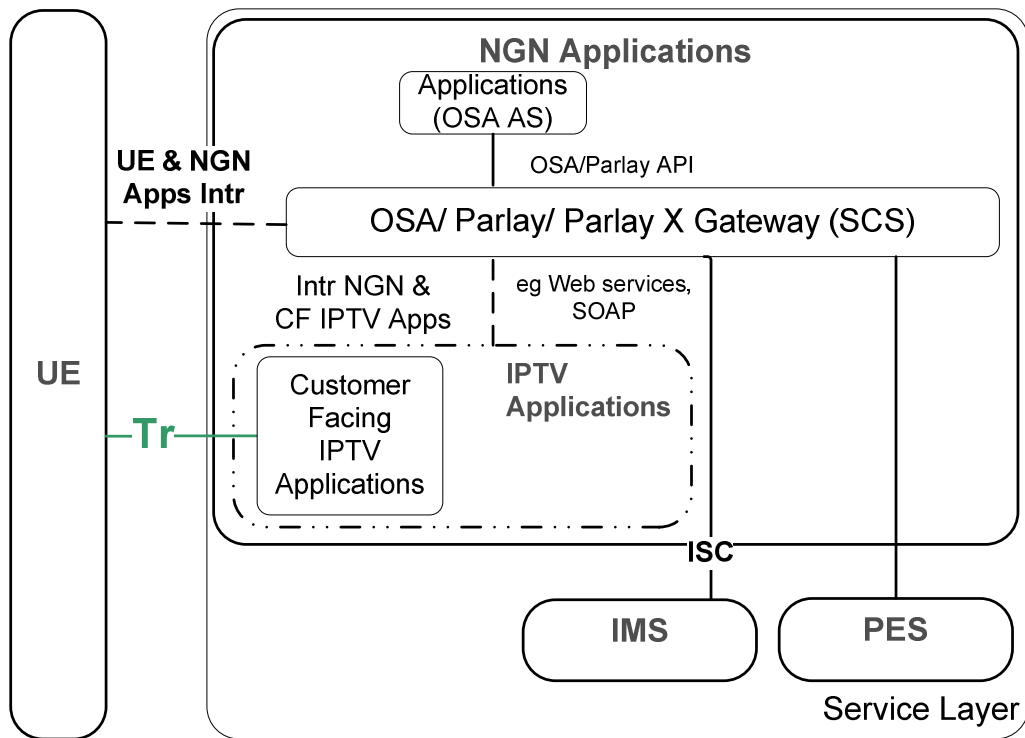 NGN Applications
Applications
(OSA AS)
UE & NGN
Apps Intr
OSA/Parlay API
OSA/ Parlay/ Parlay X Gateway (SCS)
Intr NGN &
CF IPTV Apps
eg Web services,
SOAP
UE
IPTV
Applications
Customer
Facing
IPTV
Applications
Tr
ISC
IMS
PES
Service Layer